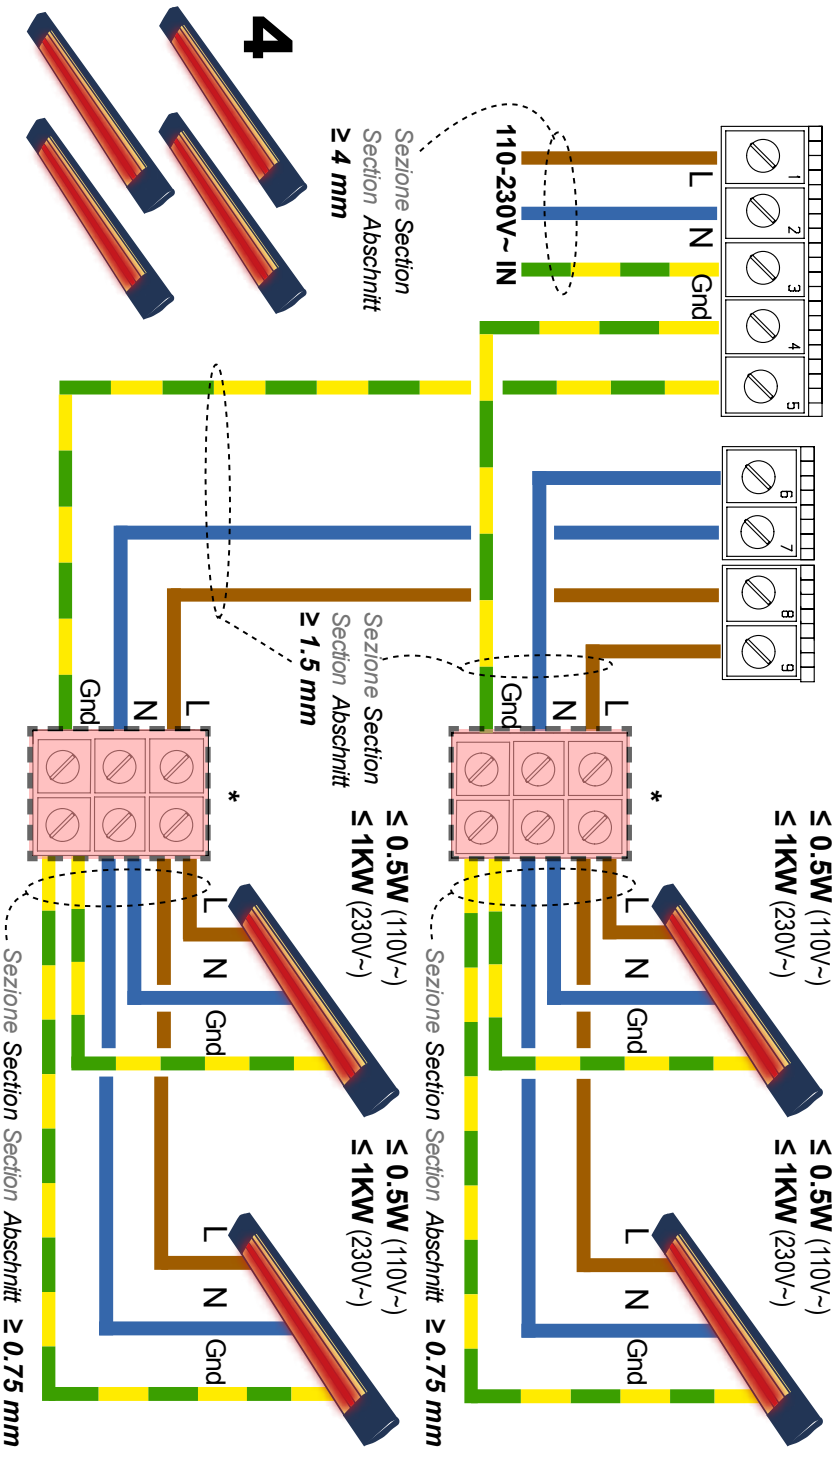 ≤ 0.5W (110V~)
≤ 1KW (230V~)
≤ 0.5W (110V~)
≤ 1KW (230V~)
1
2
3
4
5
6
7
8
9
L
N
Gnd
110-230V~ IN
*
L
N
Gnd
L
N
Gnd
L
N
Gnd
Sezione Section Abschnitt ≥ 0.75 mm
Sezione Section
Section Abschnitt
≥ 4 mm
Sezione Section
Section Abschnitt
≥ 1.5 mm
≤ 0.5W (110V~)
≤ 1KW (230V~)
≤ 0.5W (110V~)
≤ 1KW (230V~)
4
*
L
N
Gnd
L
N
Gnd
L
N
Gnd
Sezione Section Section Abschnitt ≥ 0.75 mm